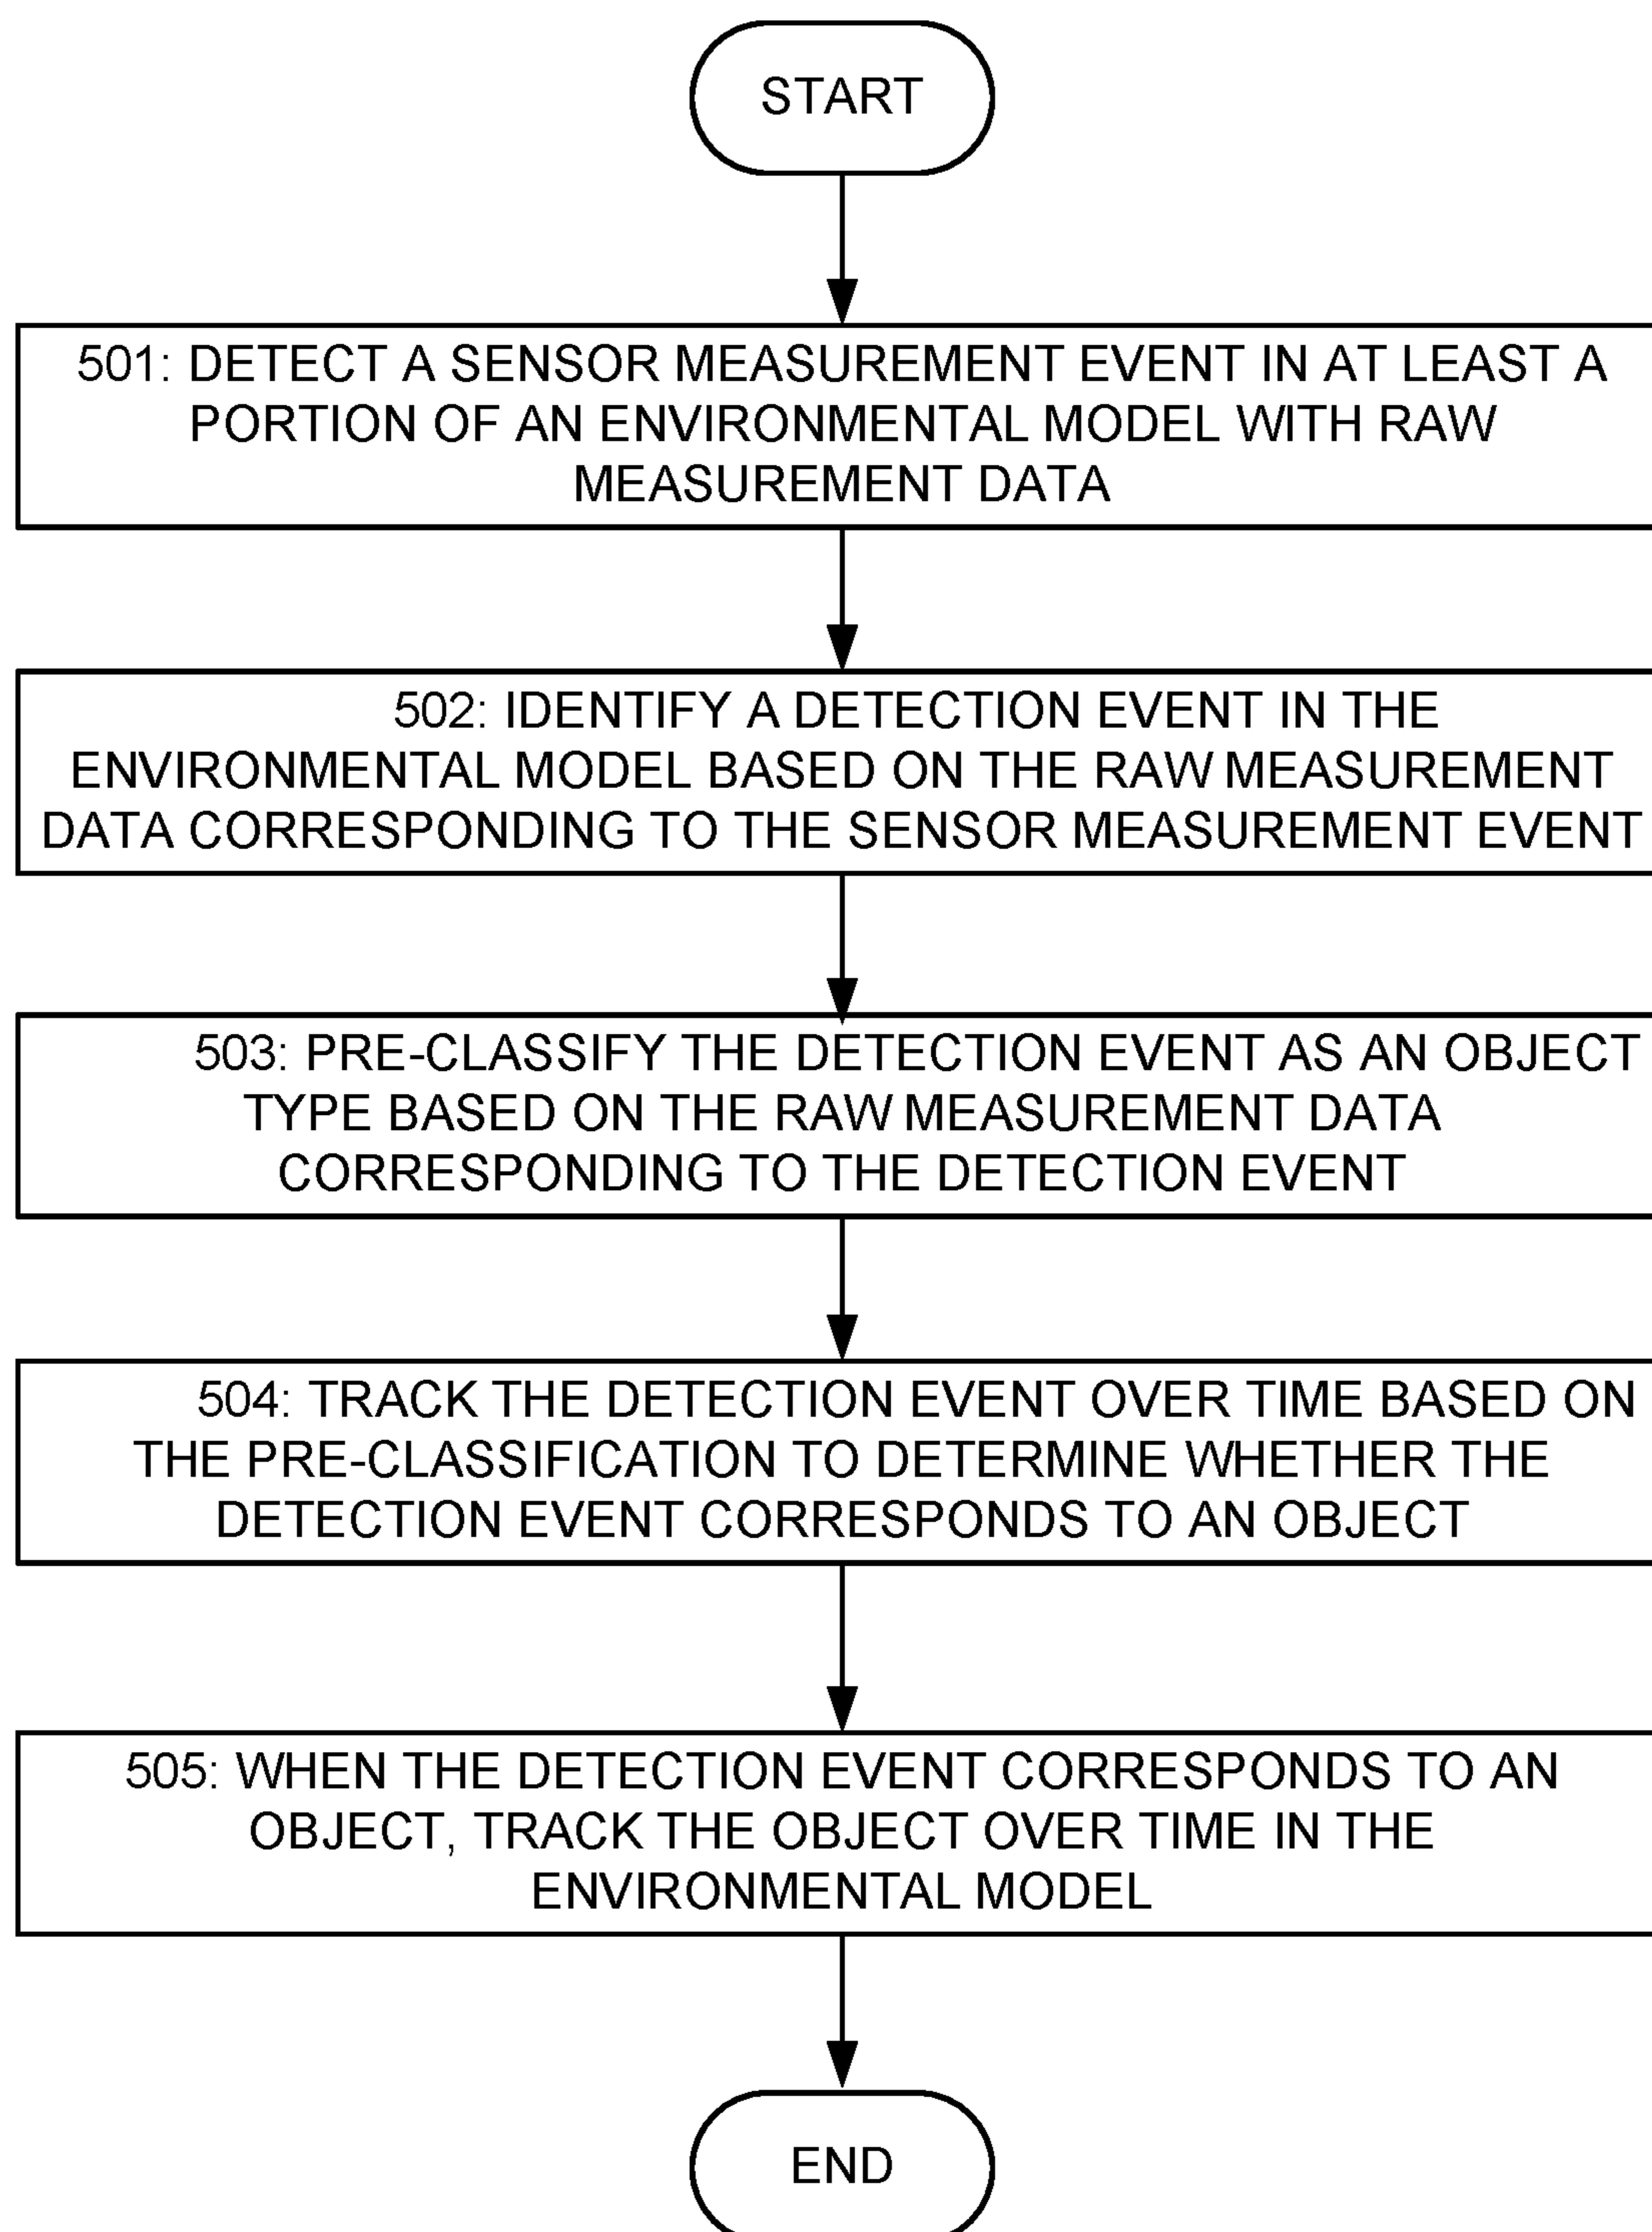 START
501: DETECT A SENSOR MEASUREMENT EVENT IN AT LEAST A
PORTION OF AN ENVIRONMENTAL MODEL WITH RAW
MEASUREMENT DATA
502: IDENTIFY A DETECTION EVENT IN THE
ENVIRONMENTAL MODEL BASED ON THE RAW MEASUREMENT
DATA CORRESPONDING TO THE SENSOR MEASUREMENT EVENT
503: PRE-CLASSIFY THE DETECTION EVENT AS AN OBJECT
TYPE BASED ON THE RAW MEASUREMENT DATA
CORRESPONDING TO THE DETECTION EVENT
504: TRACK THE DETECTION EVENT OVER TIME BASED ON
THE PRE-CLASSIFICATION TO DETERMINE WHETHER THE
DETECTION EVENT CORRESPONDS TO AN OBJECT
505: WHEN THE DETECTION EVENT CORRESPONDS TO AN
OBJECT, TRACK THE OBJECT OVER TIME IN THE
ENVIRONMENTAL MODEL
END